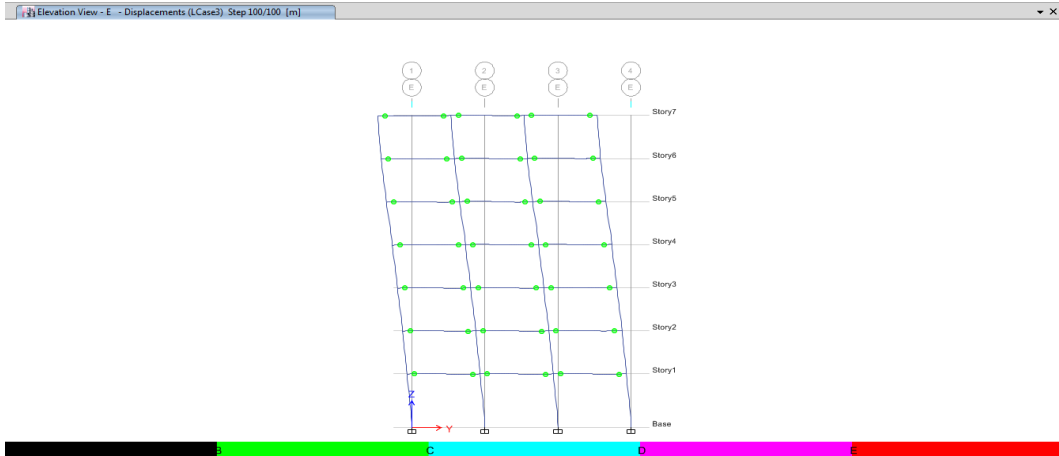 Elevation View - E - Displacements (LCase3) Step 100/100 [m]
1 2 3 4
E E E E
Story7
Story6
Story5
Story4
Story3
Story2
Story1
Z
Base
Y
B C D E